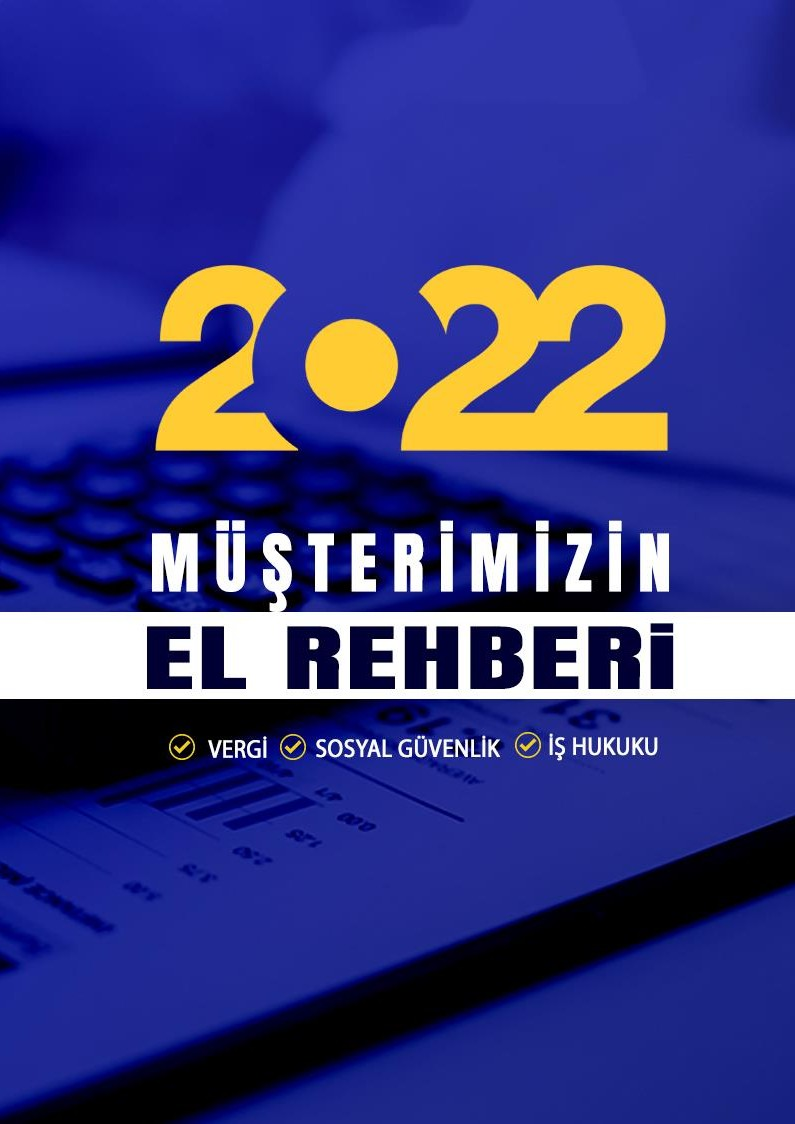 2022
MÜŞTERİMİZİN
EL REHBERİ
VERGİ SOSYAL GÜVENLİK İŞ HUKUKU